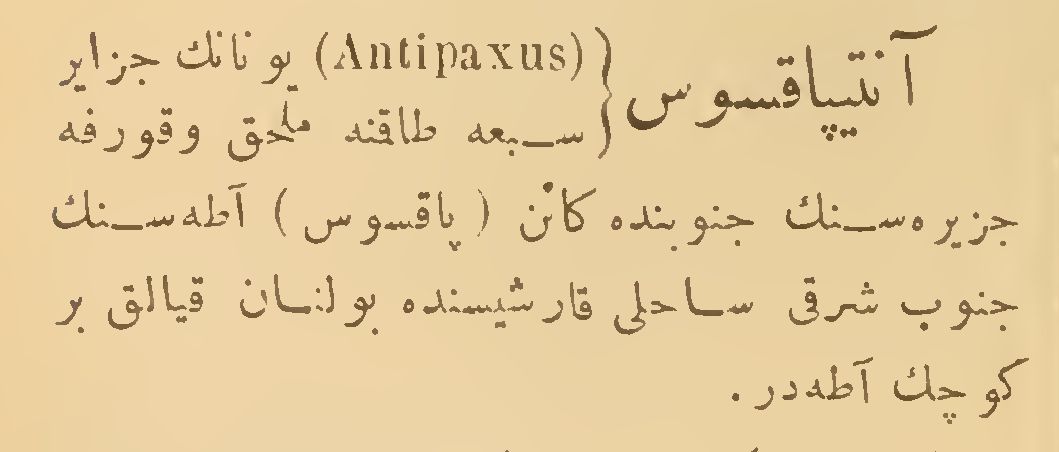 آنتیپاقسوس { (Antipaxus) یونانك جزایر
سبعه طاقنه ملحق وقورفه
جزیره‌سنك جنوبنده كائن ( پاقسوس ) آطه‌سنك
جنوب شرقی ساحلی قارشیسنده بولنان قیالق بر
كوچك آطه‌در .